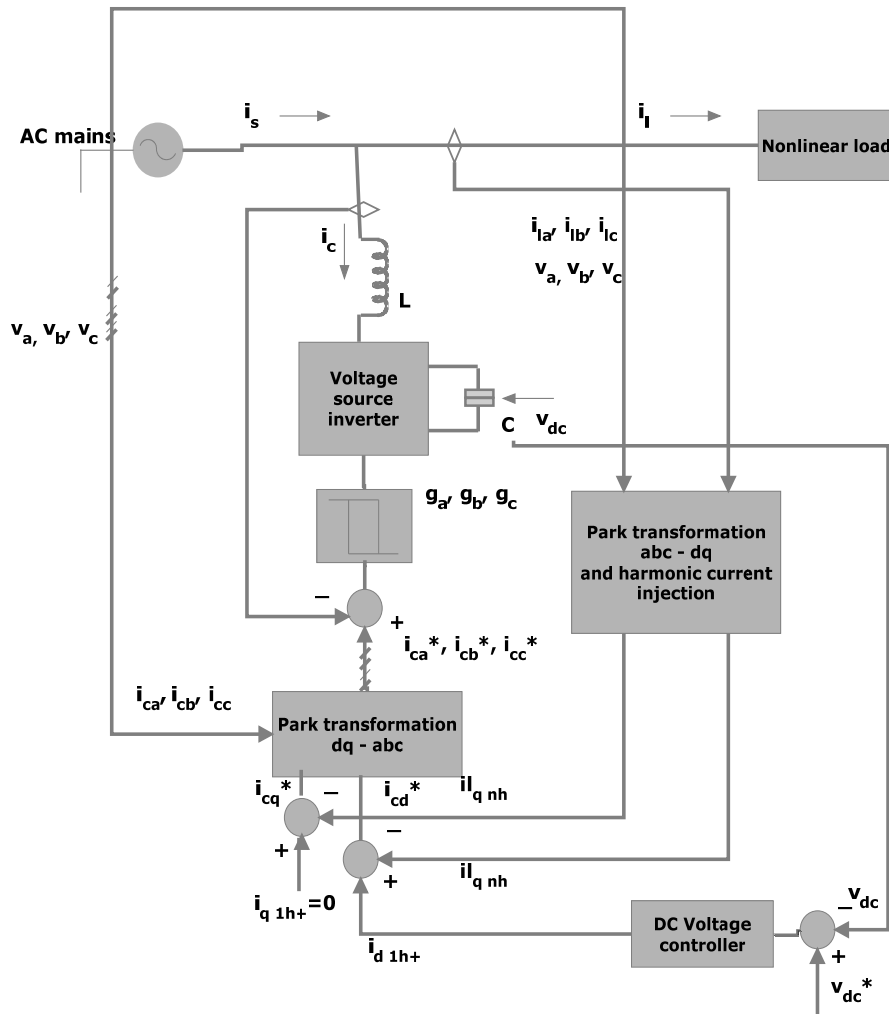 i_s
i_l
AC mains
Nonlinear load
i_la, i_lb, i_lc
i_c
v_a, v_b, v_c
L
v_a, v_b, v_c
Voltage
source
inverter
C
v_dc
g_a, g_b, g_c
Park transformation
abc - dq
and harmonic current
injection
−
+
i_ca*, i_cb*, i_cc*
i_ca, i_cb, i_cc
Park transformation
dq - abc
i_cq*
−
i_cd*
il_q nh
−
+
+
il_q nh
i_q 1h+=0
i_d 1h+
DC Voltage
controller
−
v_dc
+
v_dc*